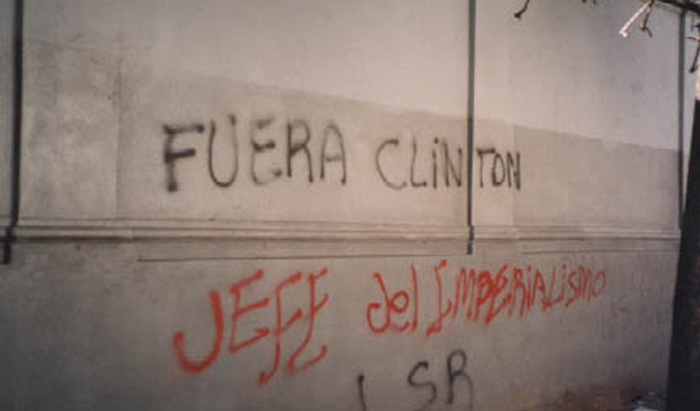 FUERA CLiNTON
JEFE del IMPERiALiSMO
LSR